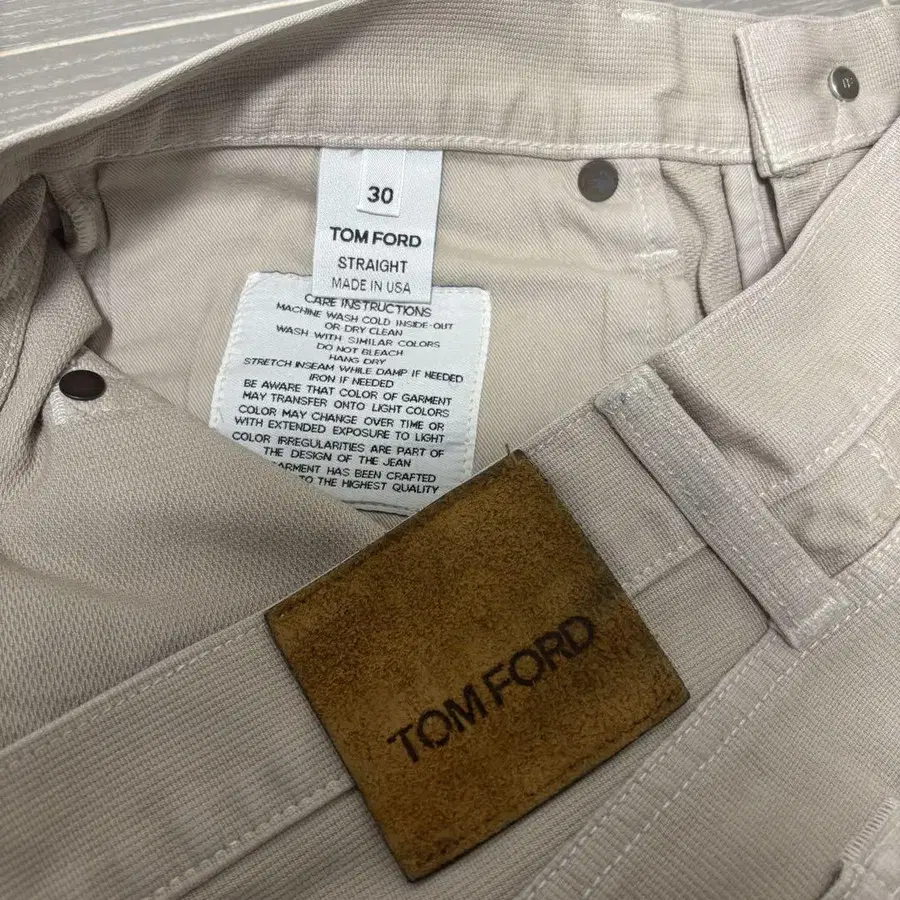 30
TOM FORD
STRAIGHT
MADE IN USA
CARE INSTRUCTIONS
MACHINE WASH COLD INSIDE-OUT
OR DRY CLEAN
WASH WITH SIMILAR COLORS
DO NOT BLEACH
HANG DRY
STRETCH INSEAM WHILE DAMP IF NEEDED
IRON IF NEEDED
BE AWARE THAT COLOR OF GARMENT
MAY TRANSFER ONTO LIGHT COLORS
COLOR MAY CHANGE OVER TIME OR
WITH EXTENDED EXPOSURE TO LIGHT
COLOR IRREGULARITIES ARE PART OF
THE DESIGN OF THE JEAN
HAS BEEN CRAFTED
TO THE HIGHEST QUALITY
TOM FORD